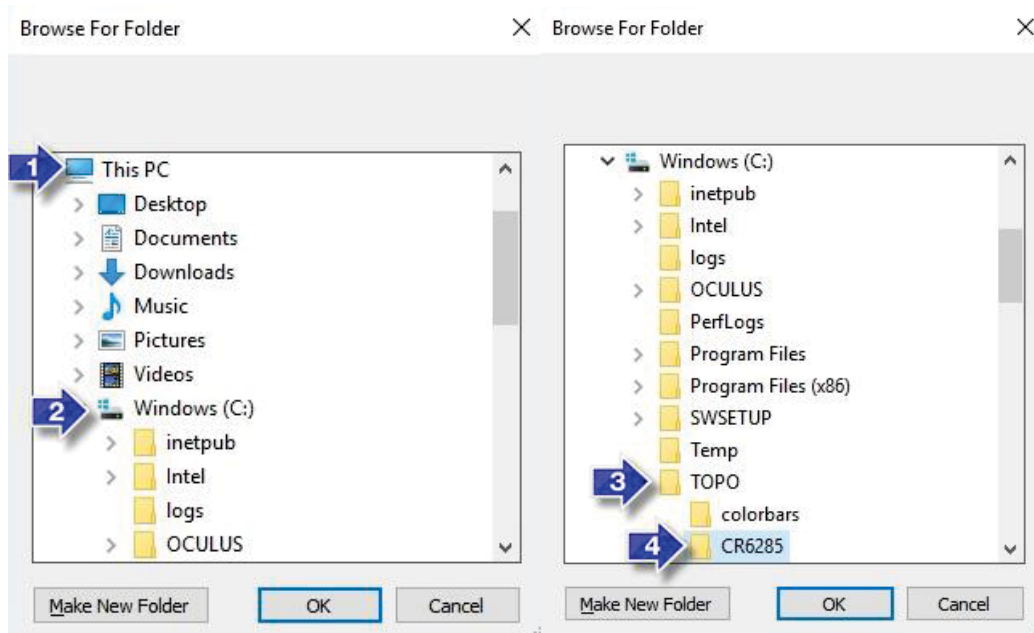 Browse For Folder
1 This PC
Desktop
Documents
Downloads
Music
Pictures
Videos
2 Windows (C:)
inetpub
Intel
logs
OCULUS
Make New Folder OK Cancel
Browse For Folder
Windows (C:)
inetpub
Intel
logs
OCULUS
PerfLogs
Program Files
Program Files (x86)
SWSETUP
Temp
3 TOPO
colorbars
4 CR6285
Make New Folder OK Cancel